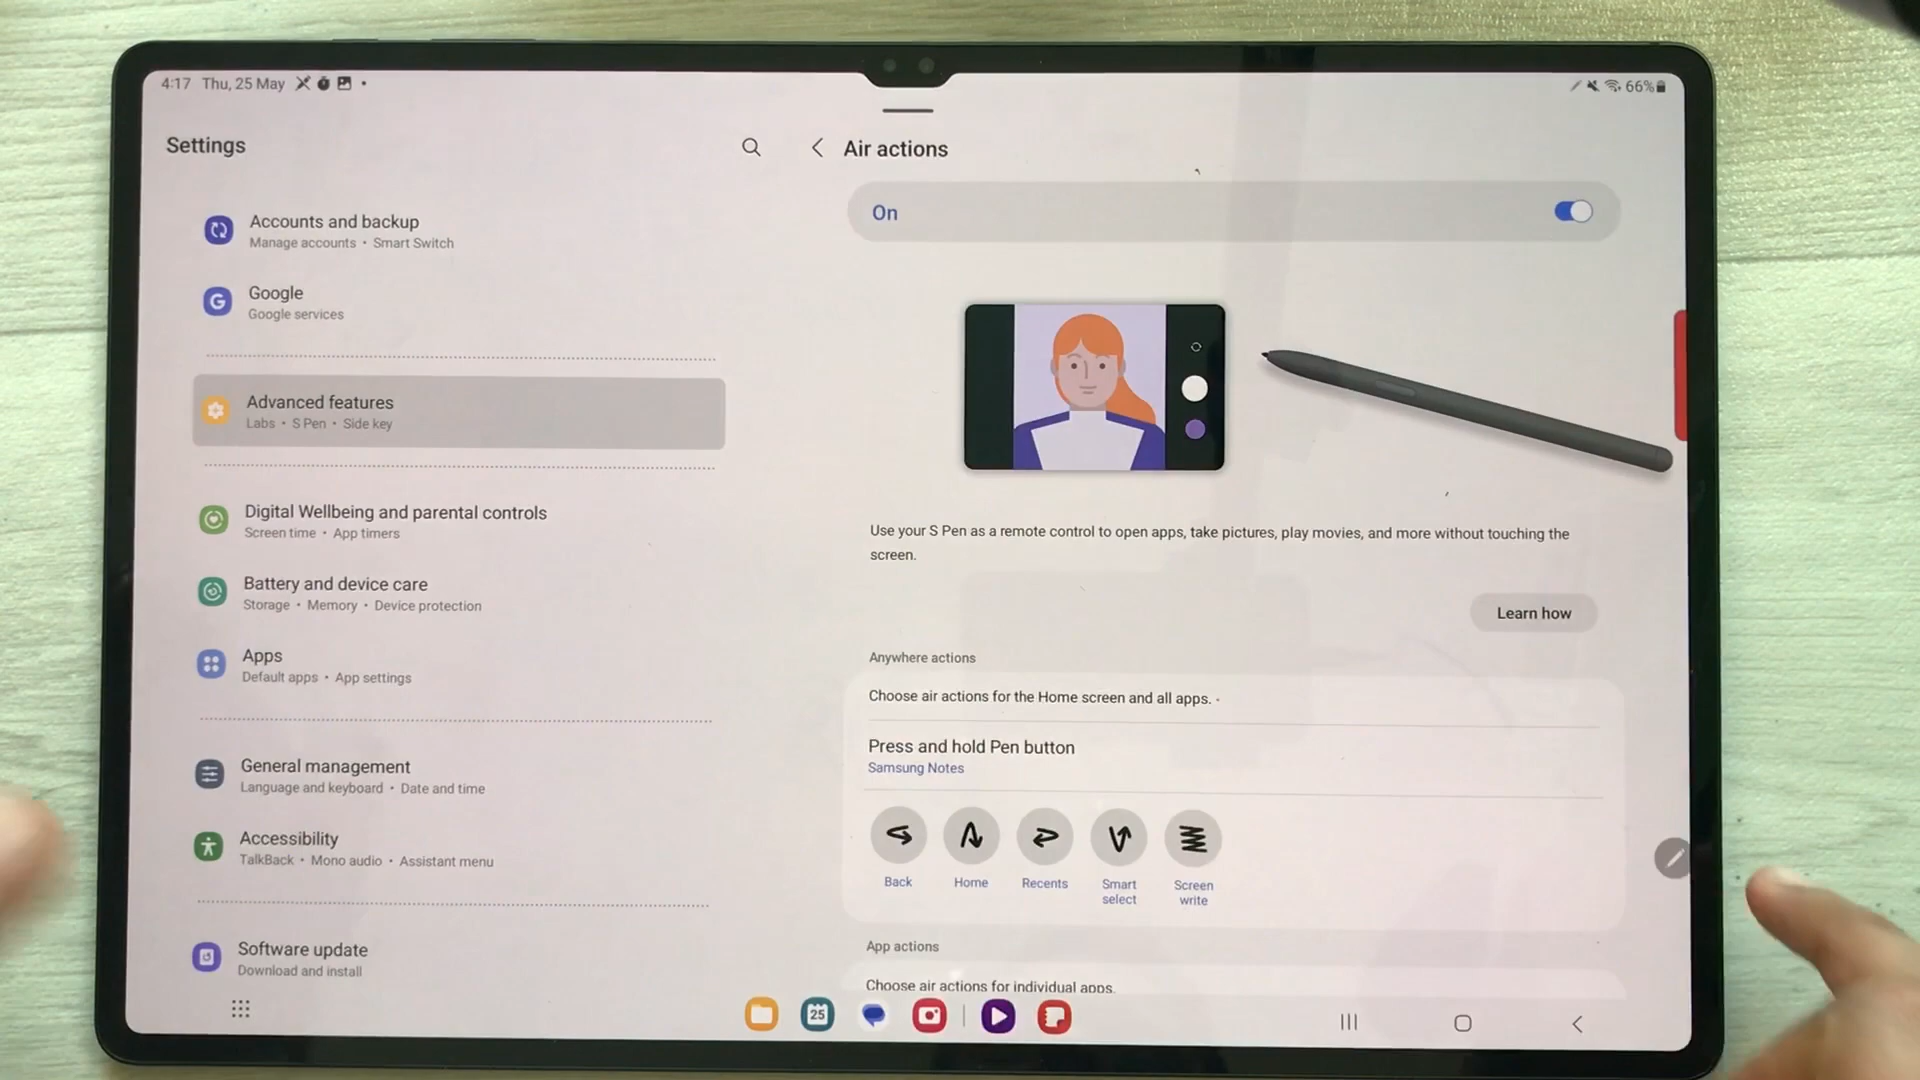 4:17 Thu, 25 May
66%
Settings
Accounts and backup
Manage accounts • Smart Switch
Google
Google services
Advanced features
Labs • S Pen • Side key
Digital Wellbeing and parental controls
Screen time • App timers
Battery and device care
Storage • Memory • Device protection
Apps
Default apps • App settings
General management
Language and keyboard • Date and time
Accessibility
TalkBack • Mono audio • Assistant menu
Software update
Download and install
Air actions
On
Use your S Pen as a remote control to open apps, take pictures, play movies, and more without touching the
screen.
Learn how
Anywhere actions
Choose air actions for the Home screen and all apps.
Press and hold Pen button
Samsung Notes
Back
Home
Recents
Smart
select
Screen
write
App actions
Choose air actions for individual apps.
25